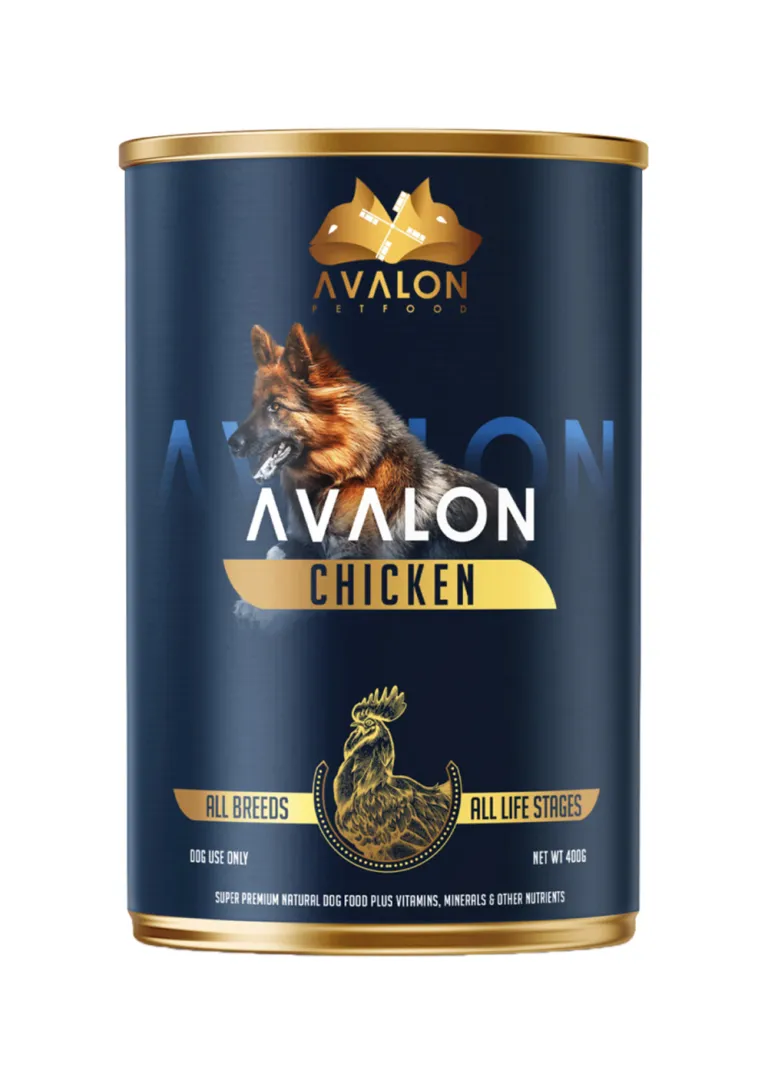 AVALON
PETFOOD
AVALON
AVALON
CHICKEN
ALL BREEDS
ALL LIFE STAGES
DOG USE ONLY
NET WT 400G
SUPER PREMIUM NATURAL DOG FOOD PLUS VITAMINS, MINERALS & OTHER NUTRIENTS